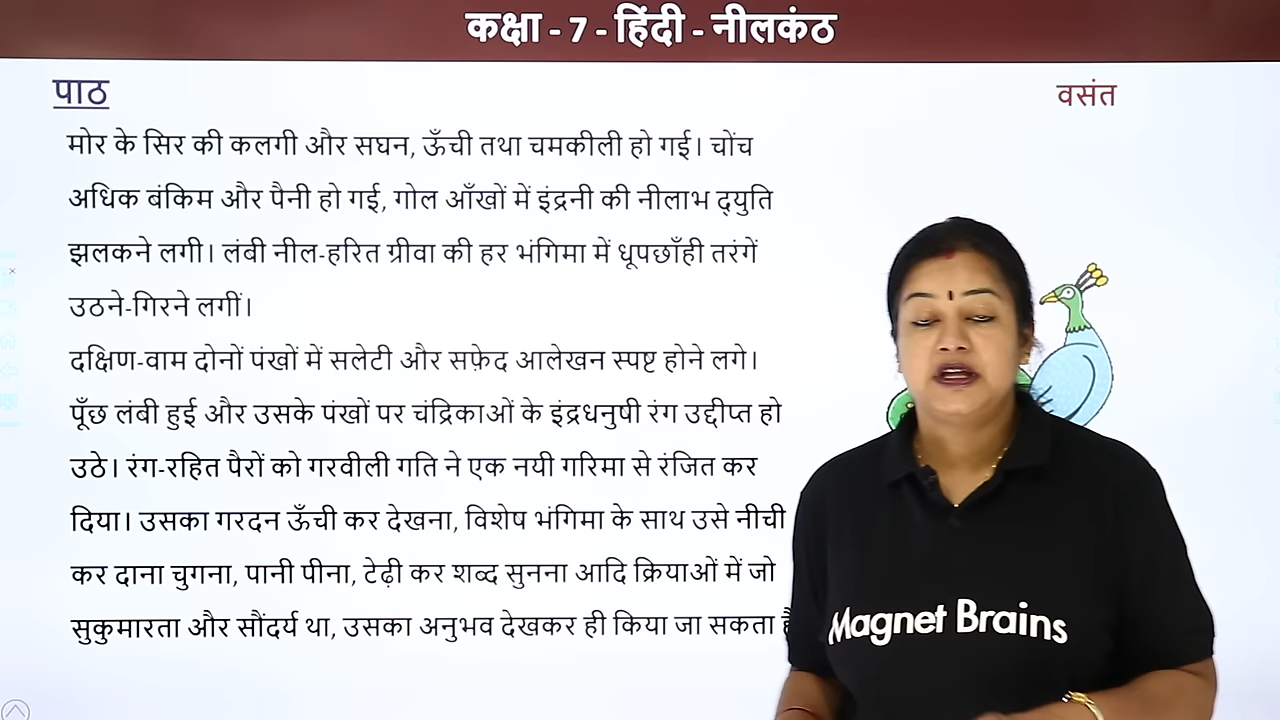 कक्षा - 7 - हिंदी - नीलकंठ
पाठ
वसंत
मोर के सिर की कलगी और सघन, ऊँची तथा चमकीली हो गई। चोंच
अधिक बंकिम और पैनी हो गई, गोल आँखों में इंद्रनी की नीलाभ द्युति
झलकने लगी। लंबी नील-हरित ग्रीवा की हर भंगिमा में धूपछाँही तरंगें
उठने-गिरने लगीं।
दक्षिण-वाम दोनों पंखों में सलेटी और सफ़ेद आलेखन स्पष्ट होने लगे।
पूँछ लंबी हुई और उसके पंखों पर चंद्रिकाओं के इंद्रधनुषी रंग उद्दीप्त हो
उठे। रंग-रहित पैरों को गरवीली गति ने एक नयी गरिमा से रंजित कर
दिया। उसका गरदन ऊँची कर देखना, विशेष भंगिमा के साथ उसे नीची
कर दाना चुगना, पानी पीना, टेढ़ी कर शब्द सुनना आदि क्रियाओं में जो
सुकुमारता और सौंदर्य था, उसका अनुभव देखकर ही किया जा सकता
Magnet Brains